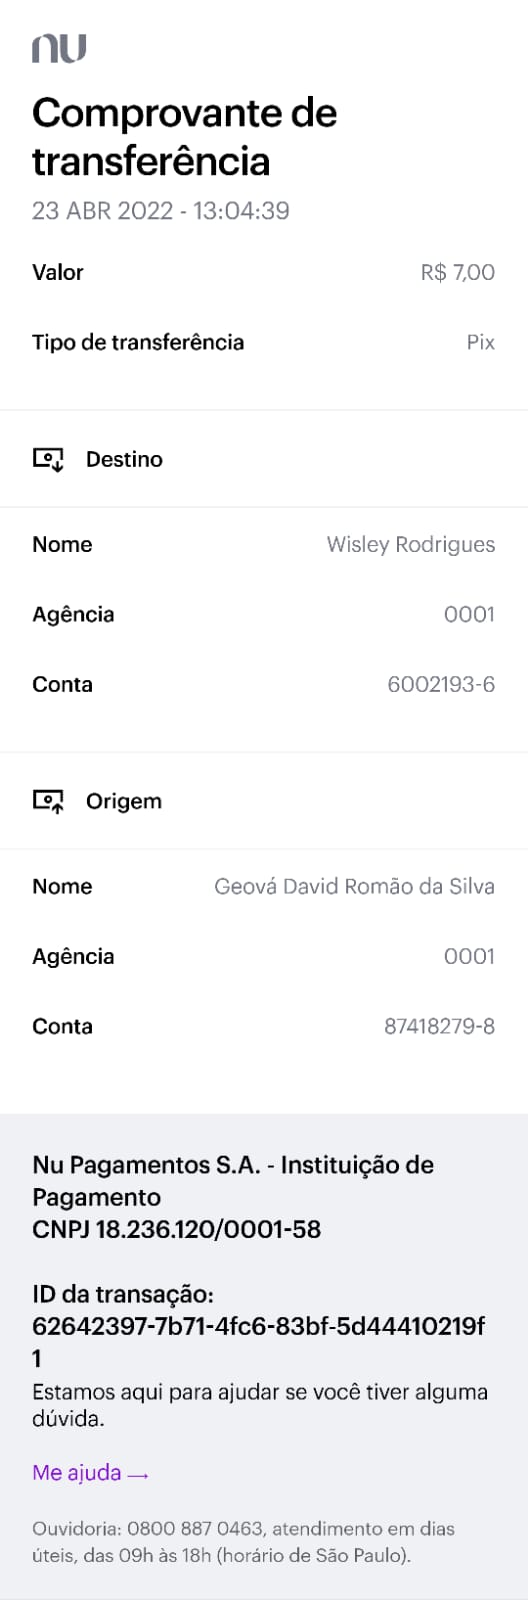 nu
Comprovante de
transferência
23 ABR 2022 - 13:04:39
Valor R$ 7,00
Tipo de transferência Pix
Destino
Nome Wisley Rodrigues
Agência 0001
Conta 6002193-6
Origem
Nome Geová David Romão da Silva
Agência 0001
Conta 87418279-8
Nu Pagamentos S.A. - Instituição de
Pagamento
CNPJ 18.236.120/0001-58
ID da transação:
62642397-7b71-4fc6-83bf-5d44410219f
1
Estamos aqui para ajudar se você tiver alguma
dúvida.
Me ajuda →
Ouvidoria: 0800 887 0463, atendimento em dias
úteis, das 09h às 18h (horário de São Paulo).